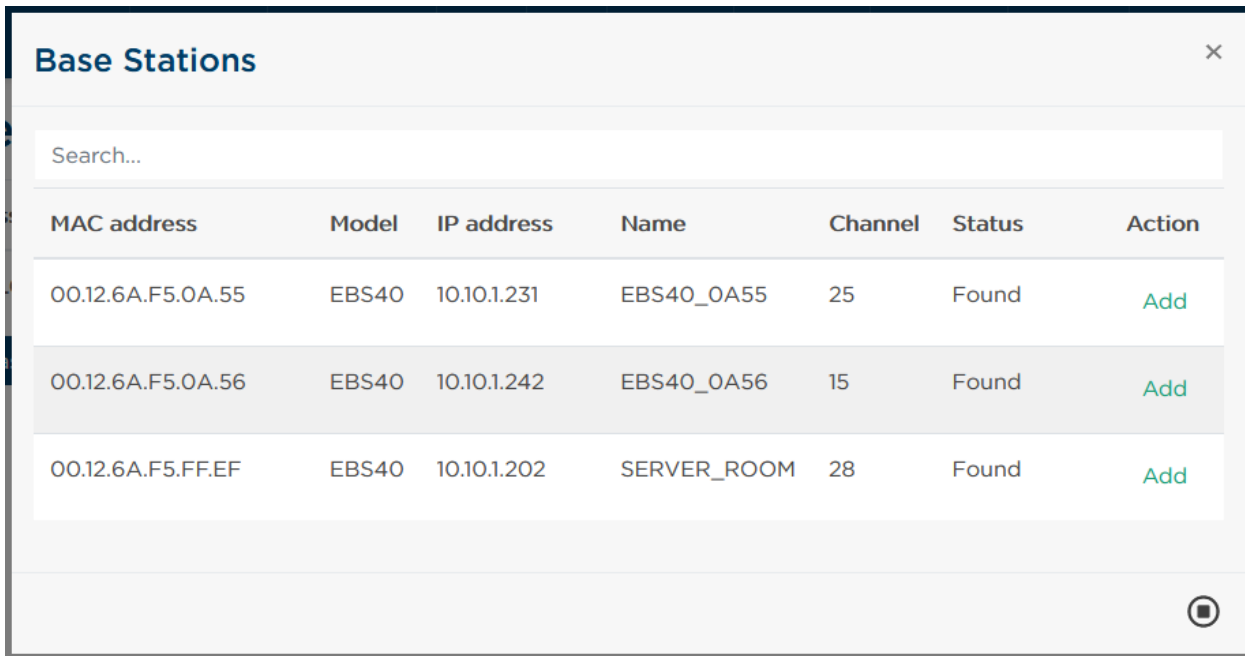 Base Stations
×
Search...
MAC address Model IP address Name Channel Status Action
00.12.6A.F5.0A.55 EBS40 10.10.1.231 EBS40_0A55 25 Found Add
00.12.6A.F5.0A.56 EBS40 10.10.1.242 EBS40_0A56 15 Found Add
00.12.6A.F5.FF.EF EBS40 10.10.1.202 SERVER_ROOM 28 Found Add